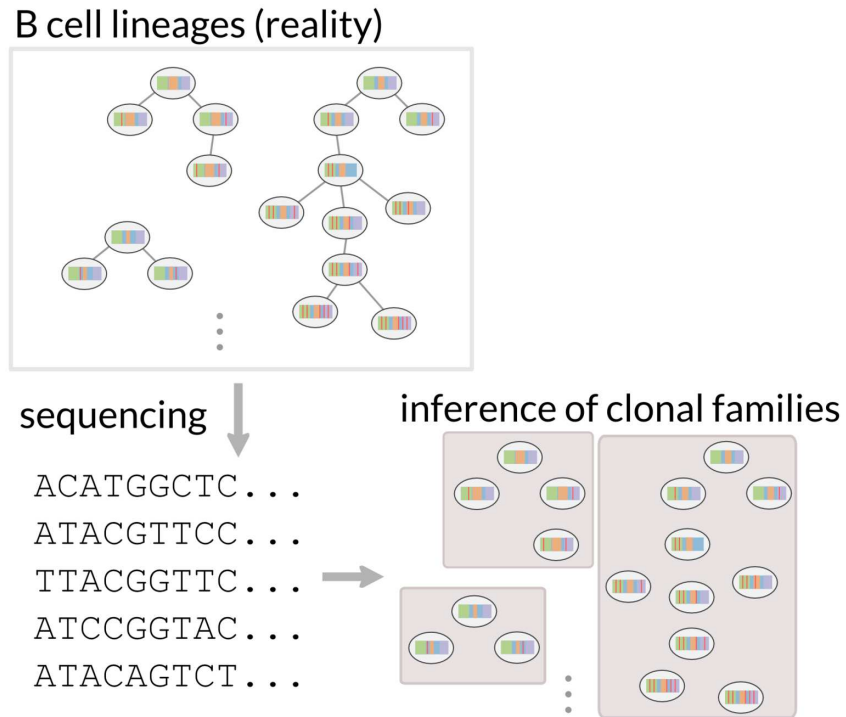 B cell lineages (reality)
sequencing
inference of clonal families
ACATGGCTC...
ATACGTTCC...
TTACGGTTC...
ATCCGGTAC...
ATACAGTCT...